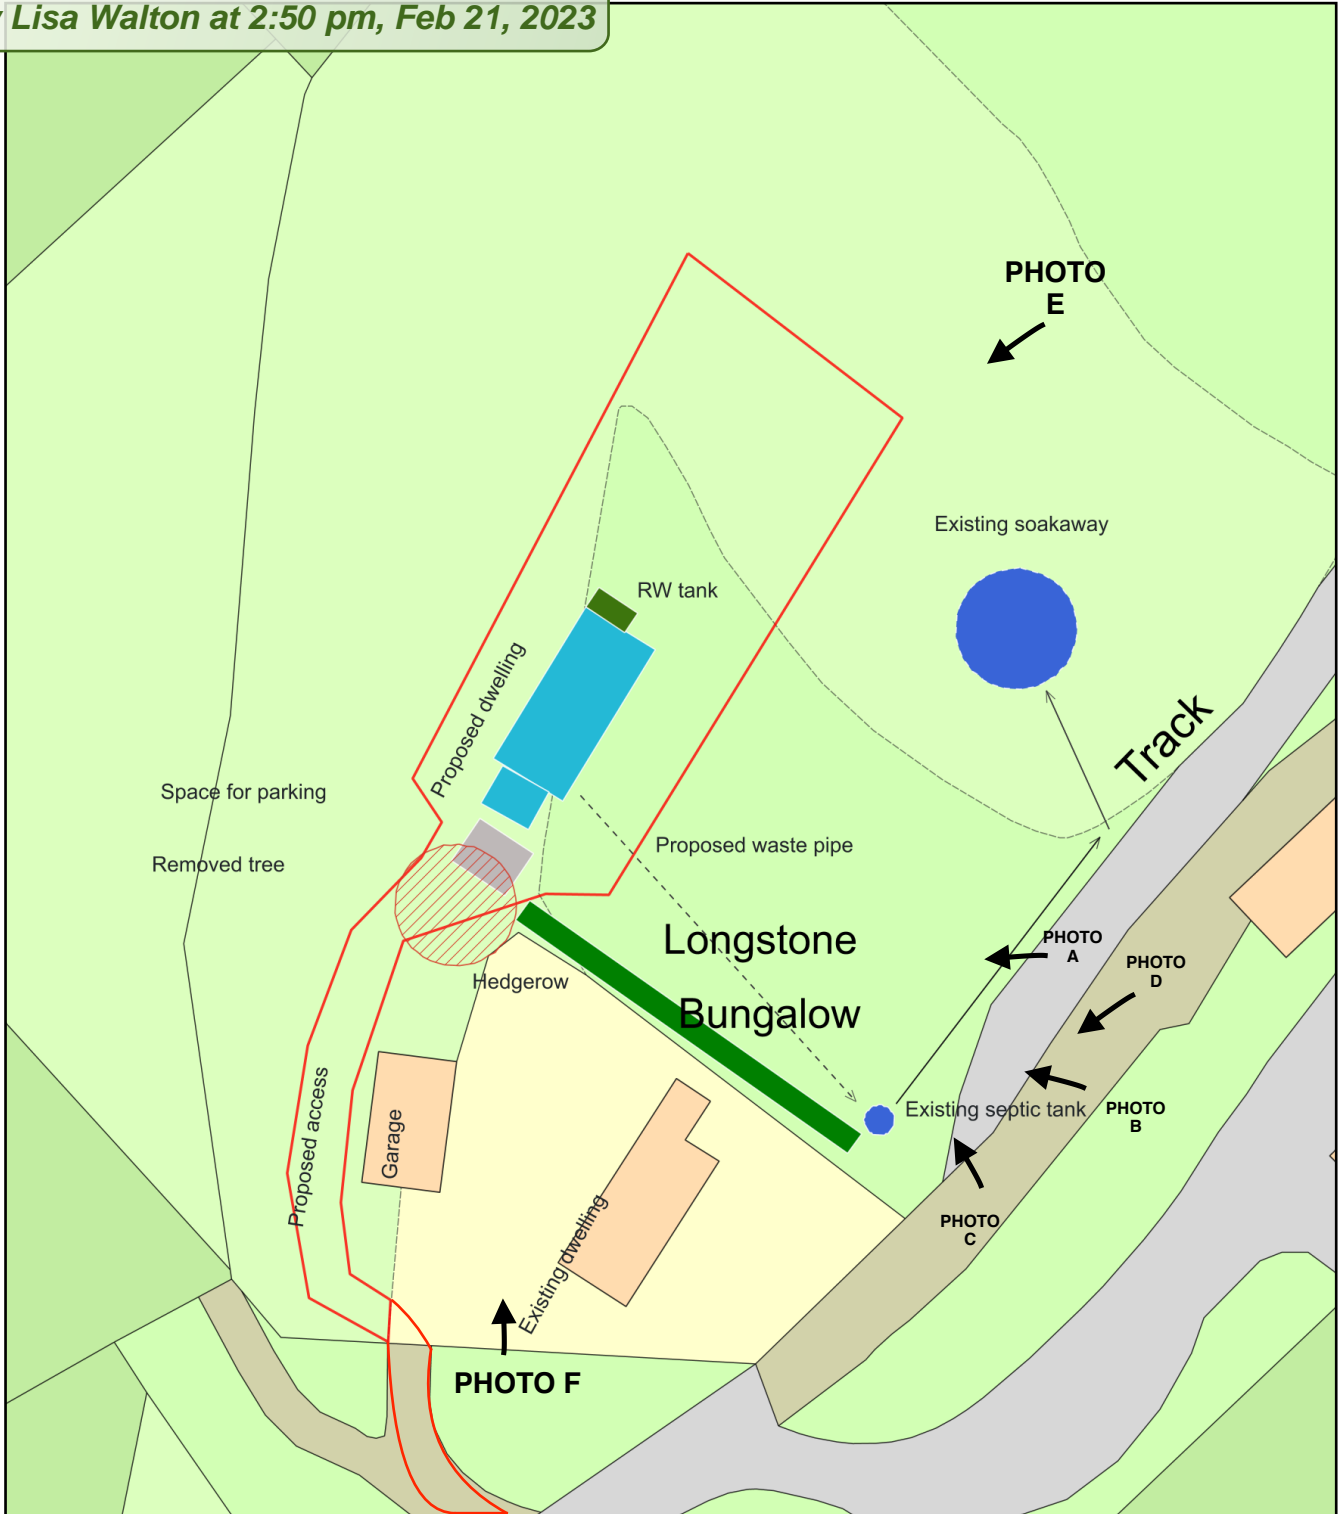 Lisa Walton at 2:50 pm, Feb 21, 2023
PHOTO
E
Existing soakaway
RW tank
Proposed dwelling
Track
Space for parking
Proposed waste pipe
Removed tree
Longstone
PHOTO
A
PHOTO
D
Hedgerow
Bungalow
Proposed access
Garage
Existing septic tank
PHOTO
B
Existing dwelling
PHOTO
C
PHOTO F